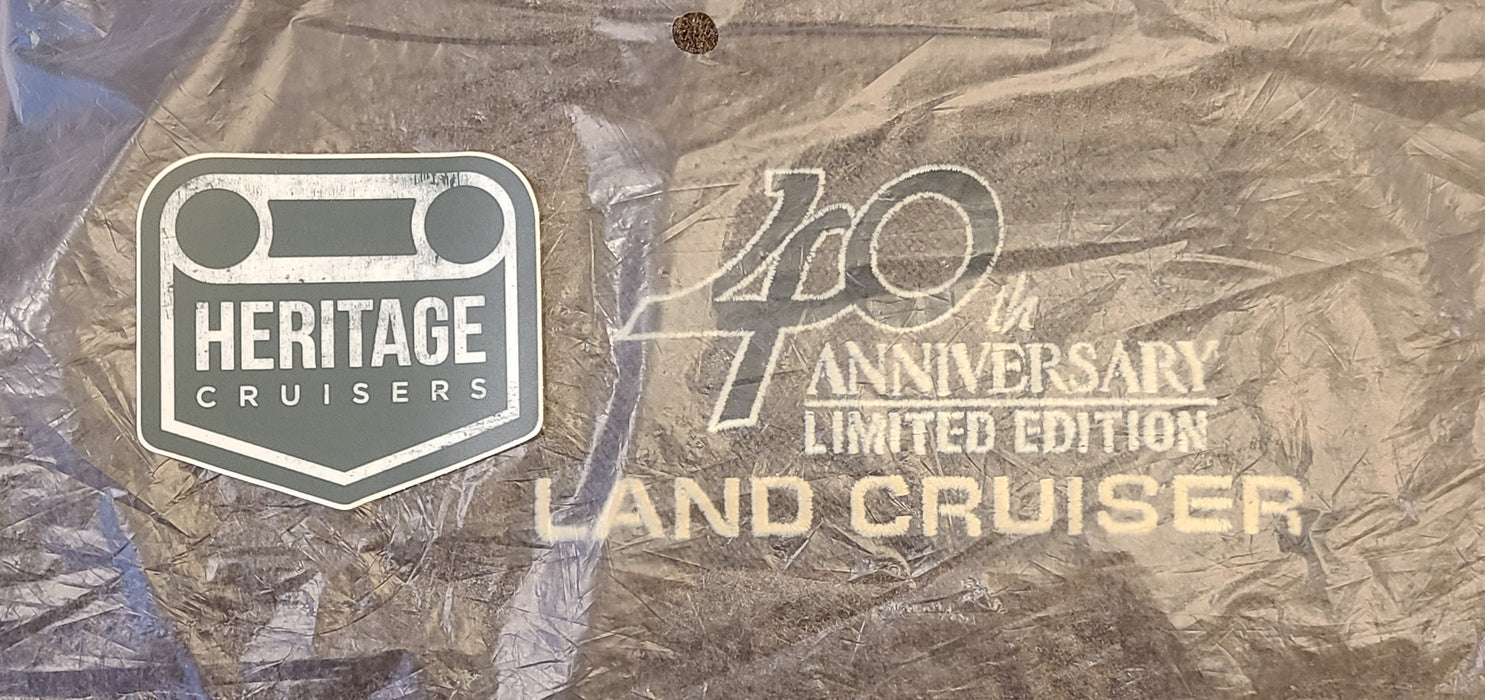 HERITAGE
CRUISERS
40th
ANNIVERSARY
LIMITED EDITION
LAND CRUISER